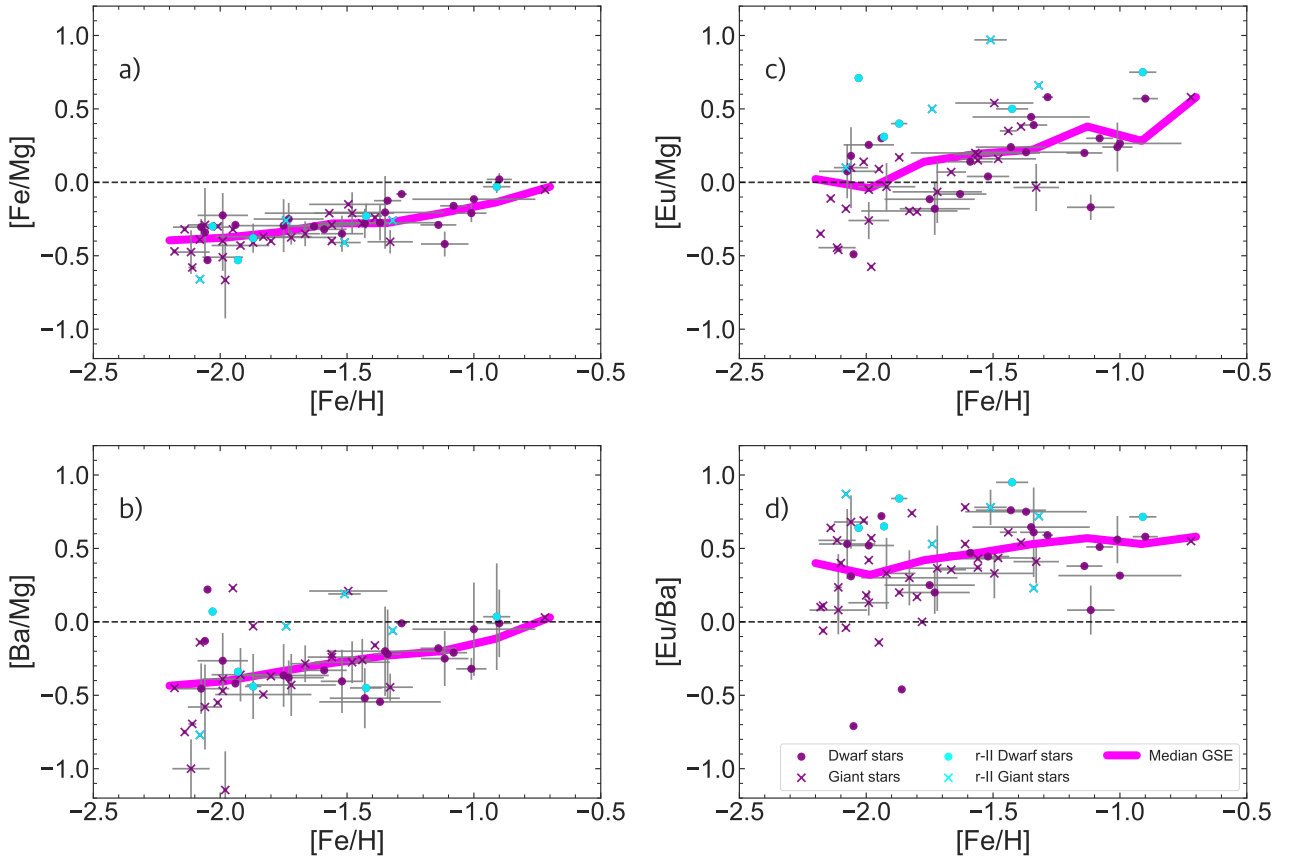 a)
[Fe/Mg]
1.0
0.5
0.0
−0.5
−1.0
−2.5 −2.0 −1.5 −1.0 −0.5
[Fe/H]
c)
[Eu/Mg]
1.0
0.5
0.0
−0.5
−1.0
−2.5 −2.0 −1.5 −1.0 −0.5
[Fe/H]
b)
[Ba/Mg]
1.0
0.5
0.0
−0.5
−1.0
−2.5 −2.0 −1.5 −1.0 −0.5
[Fe/H]
d)
[Eu/Ba]
1.0
0.5
0.0
−0.5
−1.0
Dwarf stars
Giant stars
r-II Dwarf stars
r-II Giant stars
Median GSE
−2.5 −2.0 −1.5 −1.0 −0.5
[Fe/H]